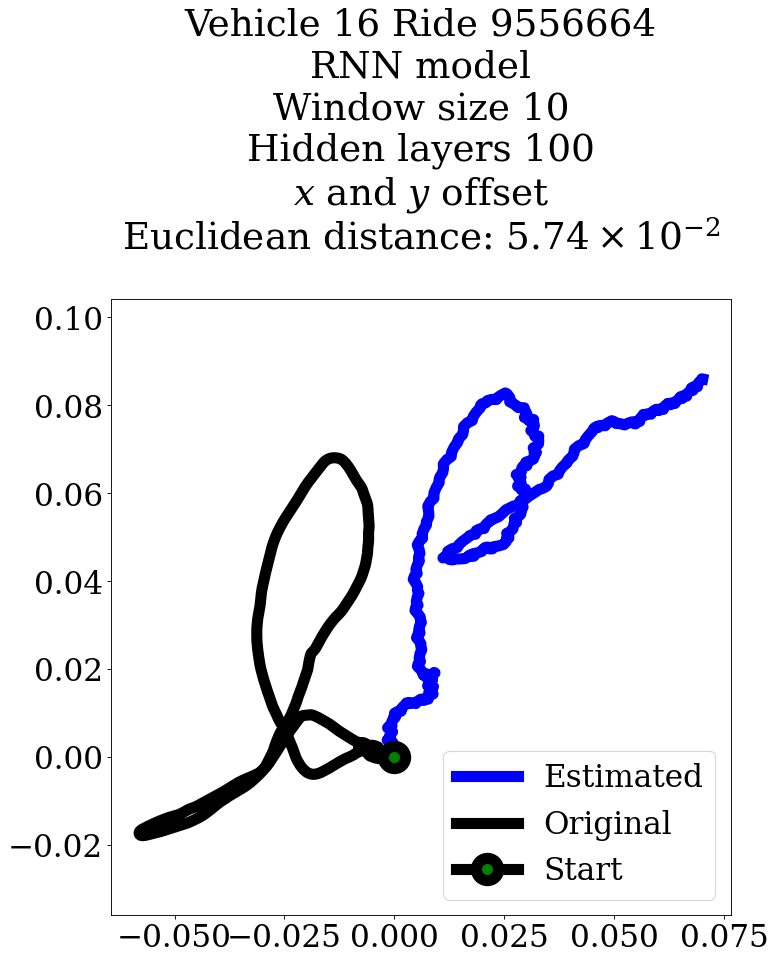 Vehicle 16 Ride 9556664
RNN model
Window size 10
Hidden layers 100
x and y offset
Euclidean distance: 5.74 × 10⁻²
0.10
0.08
0.06
0.04
0.02
0.00
−0.02
Estimated
Original
Start
−0.050 −0.025 0.000 0.025 0.050 0.075